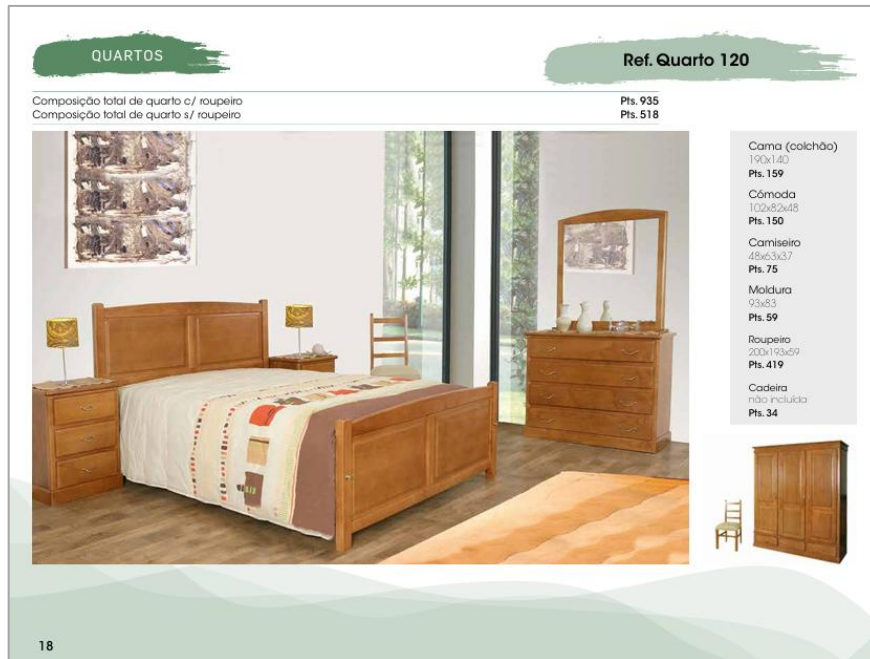 QUARTOS
Ref. Quarto 120
Composição total de quarto c/ roupeiro Pts. 935
Composição total de quarto s/ roupeiro Pts. 518
Cama (colchão)
190x140
Pts. 159
Cómoda
102x82x48
Pts. 150
Camiseiro
48x63x37
Pts. 75
Moldura
93x83
Pts. 59
Roupeiro
200x193x59
Pts. 419
Cadeira
não incluída
Pts. 34
18